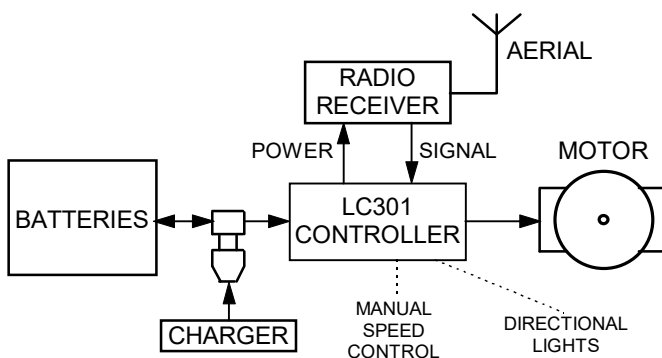 AERIAL
RADIO
RECEIVER
POWER
SIGNAL
MOTOR
BATTERIES
LC301
CONTROLLER
CHARGER
MANUAL
SPEED
CONTROL
DIRECTIONAL
LIGHTS